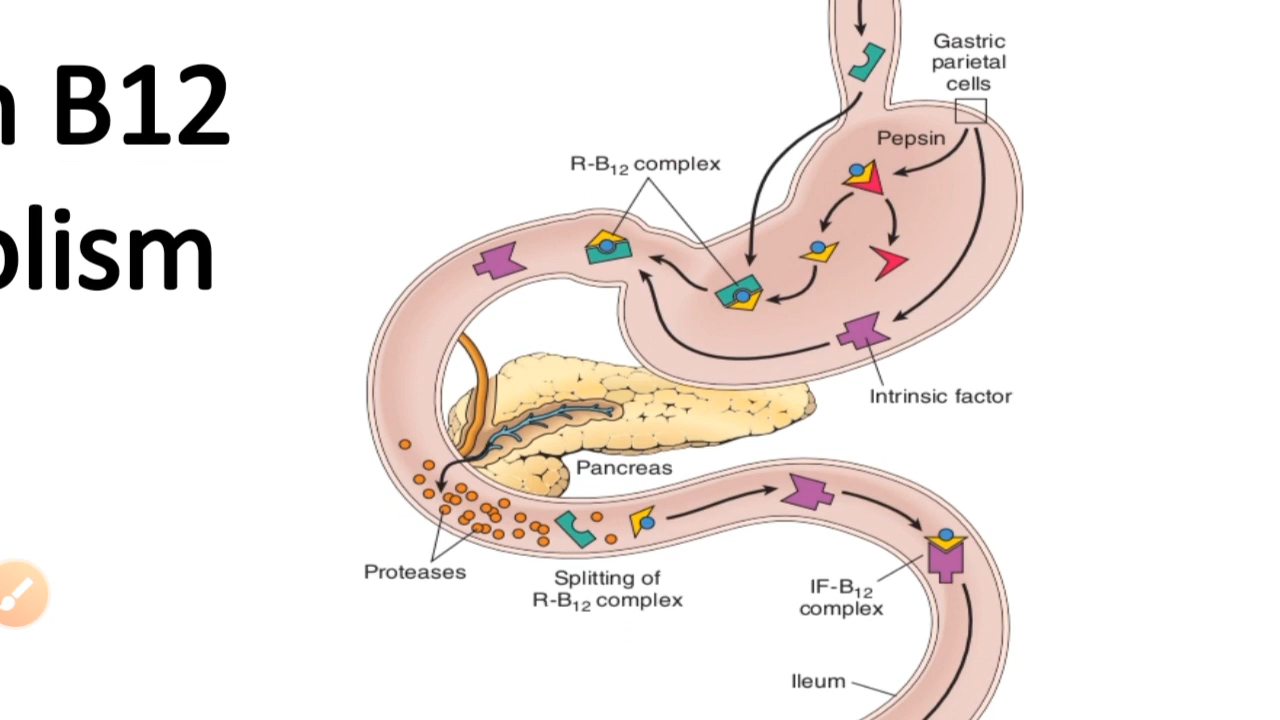 n B12
olism
Gastric
parietal
cells
Pepsin
R-B12 complex
Intrinsic factor
Pancreas
Proteases
Splitting of
R-B12 complex
IF-B12
complex
Ileum